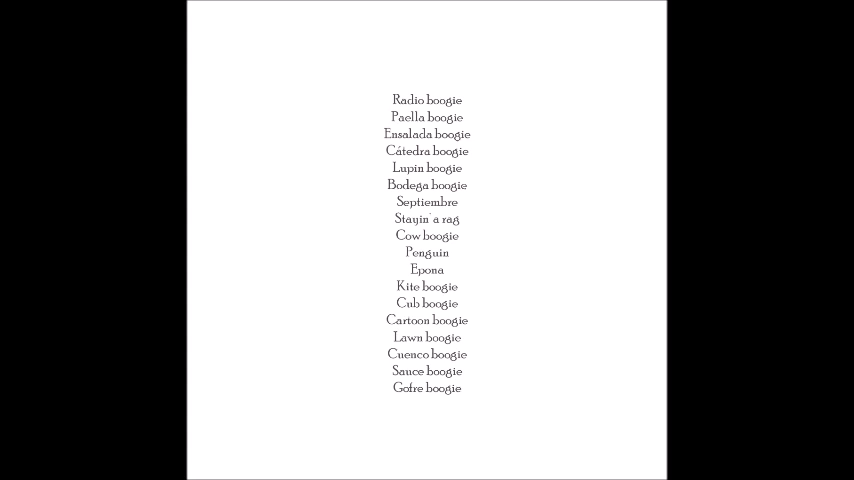 Radio boogie
Paella boogie
Ensalada boogie
Cátedra boogie
Lupin boogie
Bodega boogie
Septiembre
Stayin' a rag
Cow boogie
Penguin
Epona
Kite boogie
Cub boogie
Cartoon boogie
Lawn boogie
Cuenco boogie
Sauce boogie
Gofre boogie